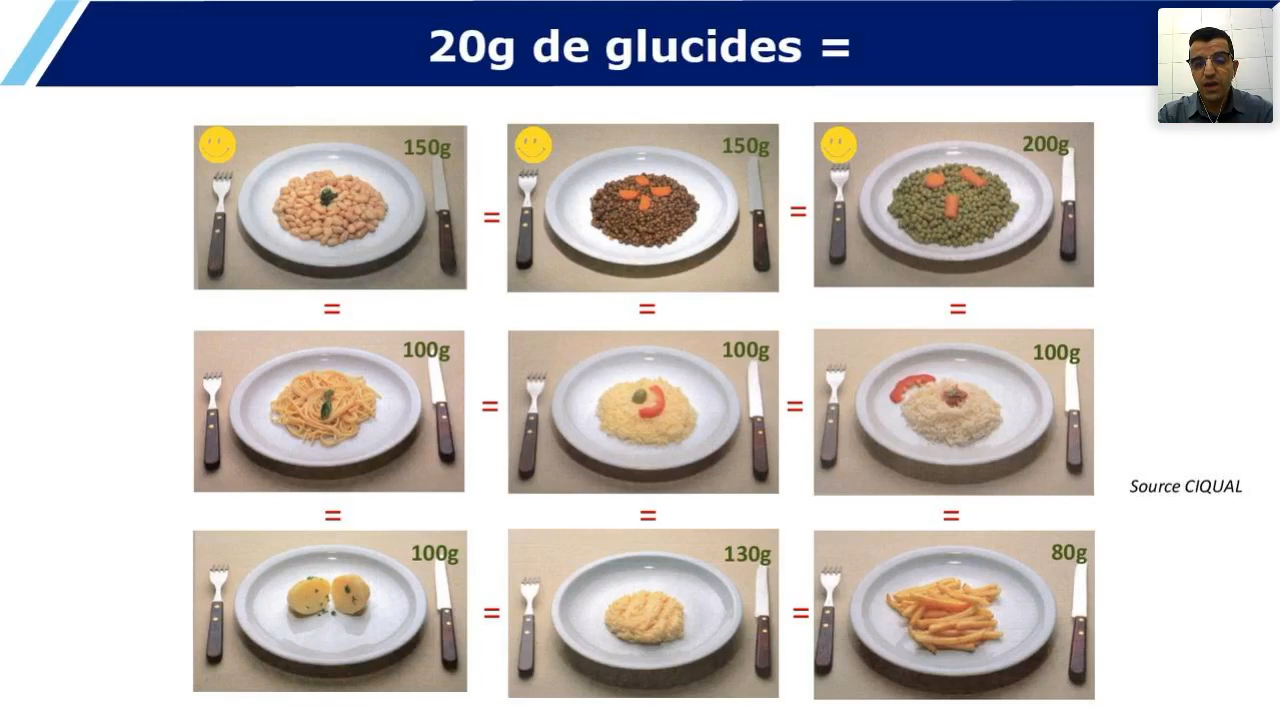 20g de glucides =
150g
150g
200g
=
=
=
=
=
100g
100g
100g
=
=
Source CIQUAL
=
=
=
100g
130g
80g
=
=